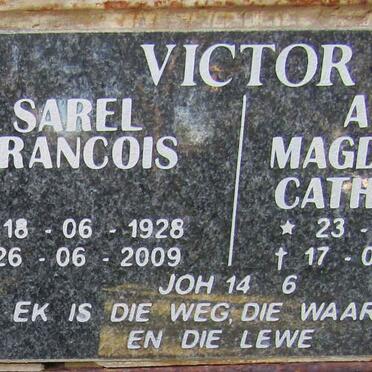 VICTOR
SAREL
RANCOIS
18 - 06 - 1928
26 - 06 - 2009
A
MAGD
CATH
★ 23 -
† 17 - 0
JOH 14 6
EK IS DIE WEG, DIE WAAR
EN DIE LEWE